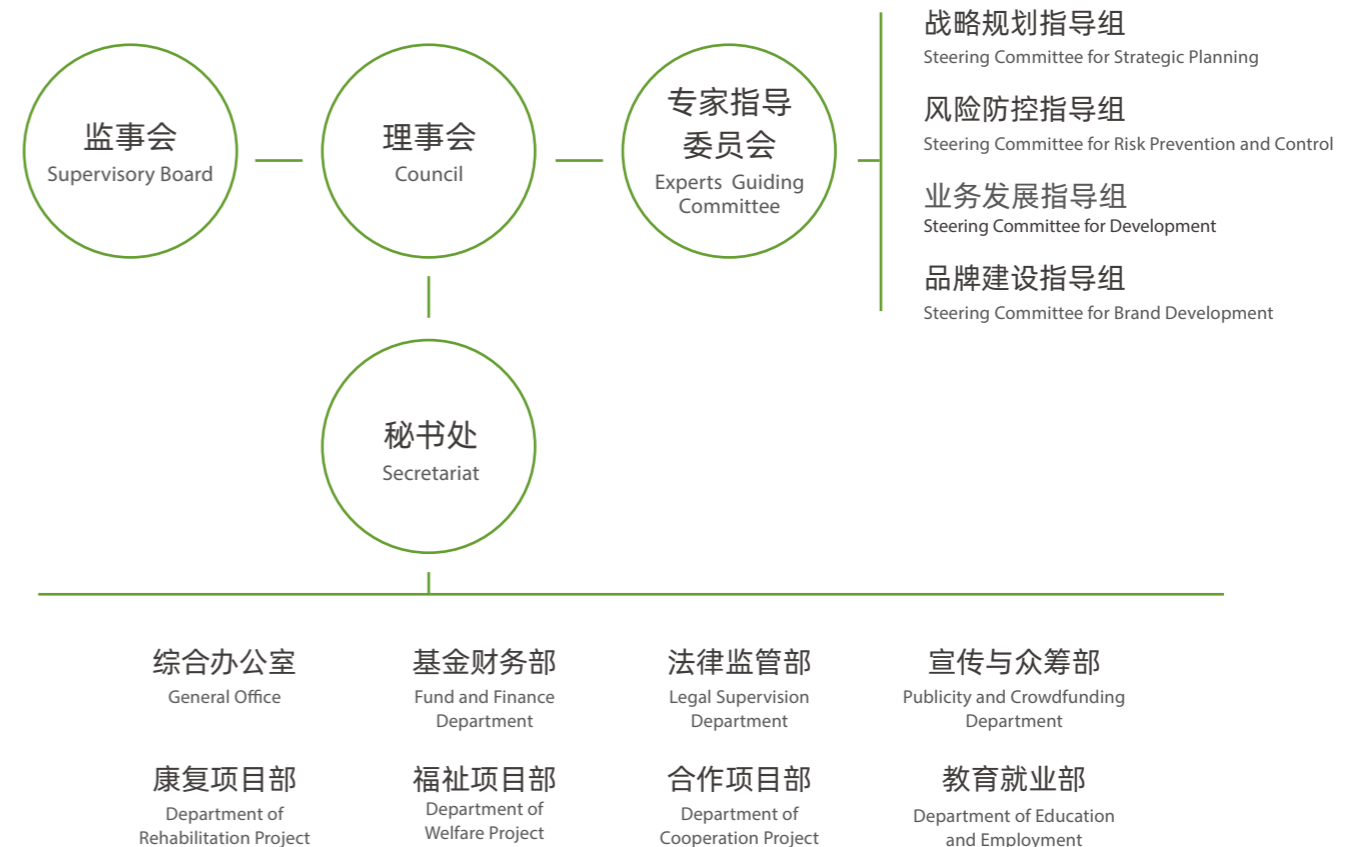 监事会
Supervisory Board
理事会
Council
专家指导
委员会
Experts Guiding
Committee
战略规划指导组
Steering Committee for Strategic Planning
风险防控指导组
Steering Committee for Risk Prevention and Control
业务发展指导组
Steering Committee for Development
品牌建设指导组
Steering Committee for Brand Development
秘书处
Secretariat
综合办公室
General Office
基金财务部
Fund and Finance
Department
法律监管部
Legal Supervision
Department
宣传与众筹部
Publicity and Crowdfunding
Department
康复项目部
Department of
Rehabilitation Project
福祉项目部
Department of
Welfare Project
合作项目部
Department of
Cooperation Project
教育就业部
Department of Education
and Employment